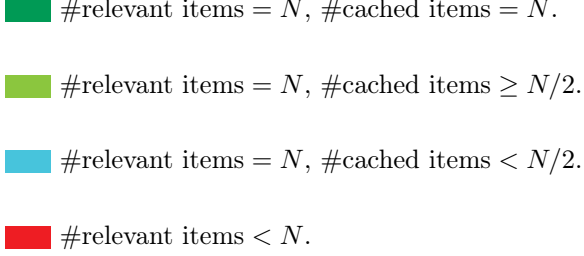 #relevant items = N, #cached items = N.
#relevant items = N, #cached items ≥ N/2.
#relevant items = N, #cached items < N/2.
#relevant items < N.